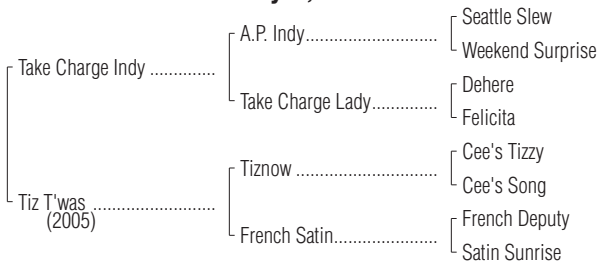 Seattle Slew
A.P. Indy..............................
Weekend Surprise
Take Charge Indy ...............
Dehere
Take Charge Lady...............
Felicita
Cee's Tizzy
Tiznow ................................
Cee's Song
Tiz T'was ............................
(2005)
French Deputy
French Satin.......................
Satin Sunrise